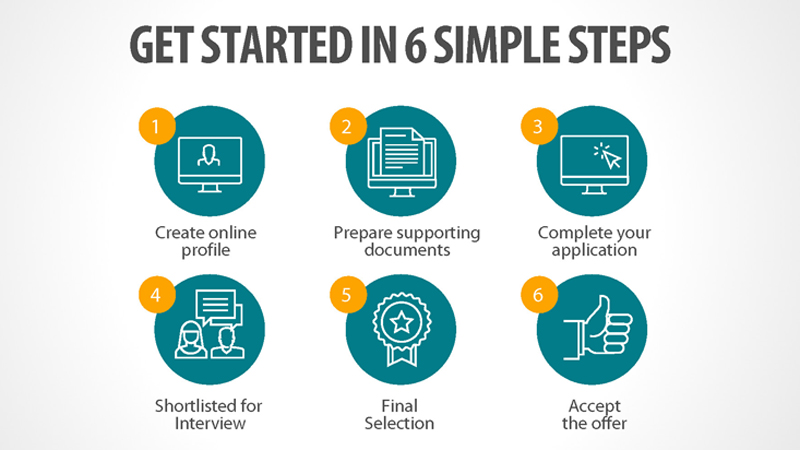 GET STARTED IN 6 SIMPLE STEPS
1
Create online
profile
2
Prepare supporting
documents
3
Complete your
application
4
Shortlisted for
Interview
5
Final
Selection
6
Accept
the offer